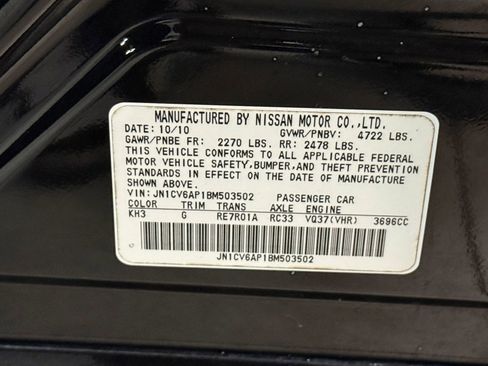 MANUFACTURED BY NISSAN MOTOR CO.,LTD.
DATE: 10/10 GVWR/PNBV: 4722 LBS.
GAWR/PNBE FR: 2270 LBS. RR: 2478 LBS.
THIS VEHICLE CONFORMS TO ALL APPLICABLE FEDERAL
MOTOR VEHICLE SAFETY,BUMPER,AND THEFT PREVENTION
STANDARDS IN EFFECT ON THE DATE OF MANUFACTURE
SHOWN ABOVE.
VIN: JN1CV6AP1BM503502 PASSENGER CAR
COLOR TRIM TRANS AXLE ENGINE
KH3 G RE7R01A RC33 VQ37(VHR) 3696CC
JN1CV6AP1BM503502